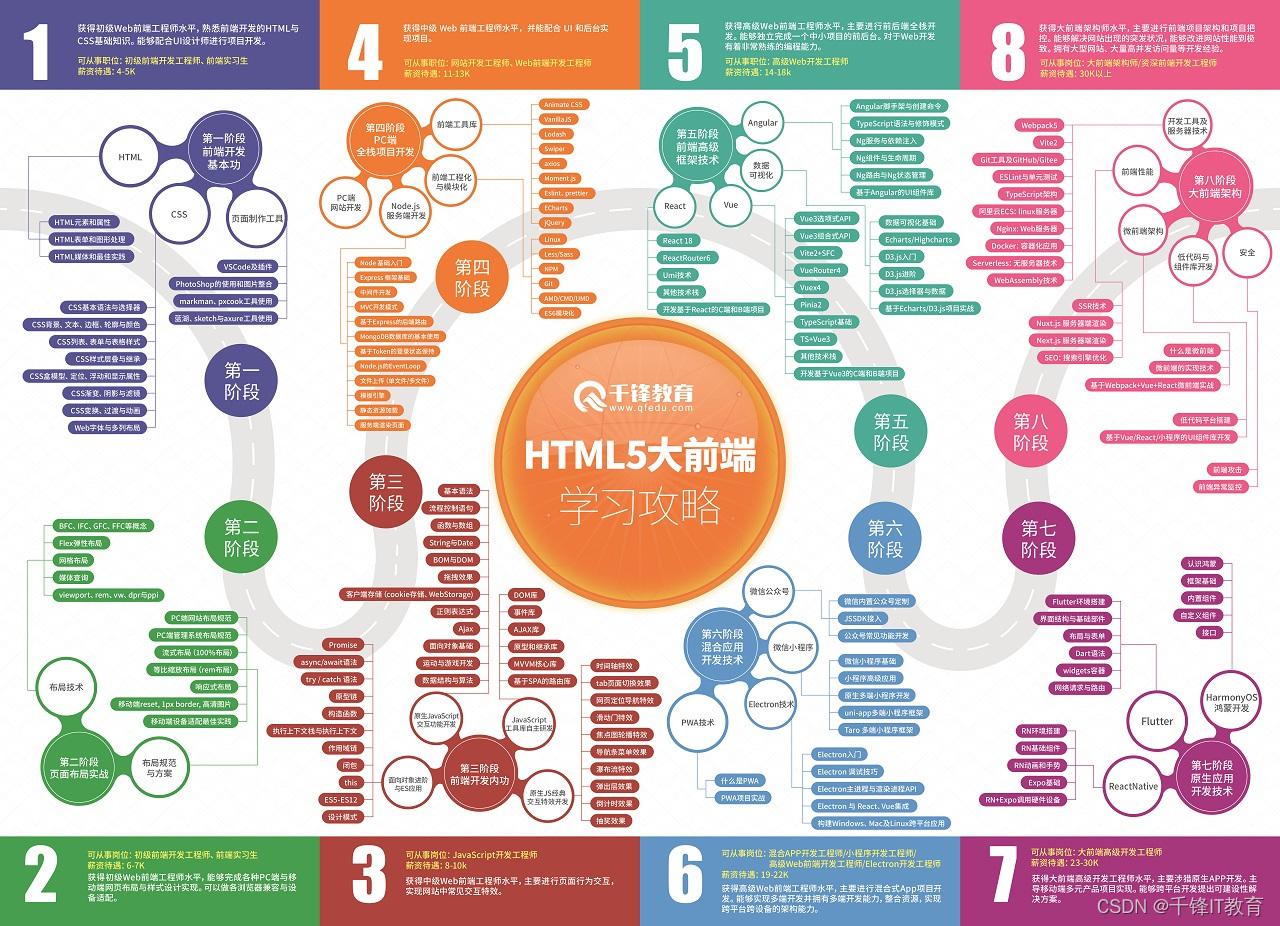 1
获得初级Web前端工程师水平，熟悉前端开发的HTML与
CSS基础知识。能够配合UI设计师进行项目开发。
可从事职位：初级前端开发工程师、前端实习生
薪资待遇：4-5K
4
获得中级 Web 前端工程师水平，并能配合 UI 和后台实
现项目。
可从事职位：网站开发工程师、Web前端开发工程师
薪资待遇：11-13K
5
获得高级Web前端工程师水平，主要进行前后端全栈开
发。能够独立完成一个中小项目的前后台。对于Web开发
有着非常熟练的编程能力。
可从事职位：高级Web开发工程师
薪资待遇：14-18k
8
获得大前端架构师水平，主要进行前端项目架构和项目把
控。能够解决网站出现的突发状况，能够改进网站性能到极
致。拥有大型网站、大量高并发访问量等开发经验。
可从事岗位：大前端架构师/资深前端开发工程师
薪资待遇：30K以上
第一阶段
前端开发
基本功
HTML
CSS
页面制作工具
HTML元素和属性
HTML表单和图形处理
HTML媒体和最佳实践
VSCode及插件
PhotoShop的使用和图片整合
markman、pxcook工具使用
蓝湖、sketch与axure工具使用
CSS基本语法与选择器
CSS背景、文本、边框、轮廓与颜色
CSS列表、表单与表格样式
CSS样式层叠与继承
CSS盒模型、定位、浮动和显示属性
CSS渐变、阴影与滤镜
CSS变换、过渡与动画
Web字体与多列布局
第一
阶段
第四阶段
PC端
全栈项目开发
前端工具库
前端工程化
与模块化
Node.js
服务端开发
PC端
网站开发
Animate CSS
VanillaJS
Lodash
Swiper
axios
Moment.js
Eslint、prettier
ECharts
jQuery
Linux
Less/Sass
NPM
Git
AMD/CMD/UMD
ES6模块化
Node 基础入门
Express 框架基础
中间件开发
MVC开发模式
基于Express的后端路由
MongoDB数据库的基本使用
基于Token的登录状态保持
Node.js的EventLoop
文件上传（单文件/多文件）
模板引擎
静态资源加载
服务端渲染页面
第四
阶段
第五阶段
前端高级
框架技术
Angular
数据
可视化
Vue
React
Angular脚手架与创建命令
TypeScript语法与修饰模式
Ng服务与依赖注入
Ng组件与生命周期
Ng路由与Ng状态管理
基于Angular的UI组件库
React 18
ReactRouter6
Umi技术
其他技术栈
开发基于React的C端和B端项目
Vue3选项式API
Vue3组合式API
Vite2+SFC
VueRouter4
Vuex4
Pinia2
TypeScript基础
TS+Vue3
其他技术栈
开发基于Vue3的C端和B端项目
数据可视化基础
Echarts/Highcharts
D3.js入门
D3.js进阶
D3.js选择器与数据
基于Echarts/D3.js项目实战
第五
阶段
第八阶段
大前端架构
开发工具及
服务器技术
前端性能
微前端架构
低代码与
组件库开发
安全
Webpack5
Vite2
Git工具及GitHub/Gitee
ESLint与单元测试
TypeScript架构
阿里云ECS: linux服务器
Nginx: Web服务器
Docker: 容器化应用
Serverless: 无服务器技术
WebAssembly技术
SSR技术
Nuxt.js 服务器端渲染
Next.js 服务器端渲染
SEO: 搜索引擎优化
什么是微前端
微前端的实现技术
基于Webpack+Vue+React微前端实战
低代码平台搭建
基于Vue/React/小程序的UI组件库开发
前端攻击
前端异常监控
第八
阶段
千锋教育
www.qfedu.com
HTML5大前端
学习攻略
第二
阶段
BFC、IFC、GFC、FFC等概念
Flex弹性布局
网格布局
媒体查询
viewport、rem、vw、dpr与ppi
PC端网站布局规范
PC端管理系统布局规范
流式布局 (100%布局)
等比缩放布局 (rem布局)
响应式布局
移动端reset, 1px border, 高清图片
移动端设备适配最佳实践
布局技术
第二阶段
页面布局实战
布局规范
与方案
第三
阶段
基本语法
流程控制语句
函数与数组
String与Date
BOM与DOM
拖拽效果
客户端存储 (cookie存储、WebStorage)
正则表达式
Ajax
面向对象基础
运动与游戏开发
数据结构与算法
DOM库
事件库
AJAX库
原型和继承库
MVVM核心库
基于SPA的路由库
Promise
async/await语法
try / catch 语法
原型链
构造函数
执行上下文栈与执行上下文
作用域链
闭包
this
ES5-ES12
设计模式
时间轴特效
tab页面切换效果
网页定位导航特效
滑动门特效
焦点图轮播特效
导航条菜单效果
瀑布流特效
弹出层效果
倒计时效果
抽奖效果
原生JavaScript
交互功能开发
JavaScript
工具库自主研发
第三阶段
前端开发内功
面向对象进阶
与ES应用
原生JS经典
交互特效开发
第六
阶段
第六阶段
混合应用
开发技术
微信公众号
微信小程序
Electron技术
PWA技术
微信内置公众号定制
JSSDK接入
公众号常见功能开发
微信小程序基础
小程序高级应用
原生多端小程序开发
uni-app多端小程序框架
Taro 多端小程序框架
Electron入门
Electron 调试技巧
Electron主进程与渲染进程API
Electron 与 React、Vue集成
构建Windows、Mac及Linux跨平台应用
什么是PWA
PWA项目实战
第七
阶段
认识鸿蒙
框架基础
内置组件
自定义组件
接口
Flutter环境搭建
界面结构与基础部件
布局与表单
Dart语法
widgets容器
网络请求与路由
RN环境搭建
RN基础组件
RN动画和手势
Expo基础
RN+Expo调用硬件设备
HarmonyOS
鸿蒙开发
Flutter
ReactNative
第七阶段
原生应用
开发技术
2
可从事岗位：初级前端开发工程师、前端实习生
薪资待遇：6-7K
获得初级Web前端工程师水平，能够完成各种PC端与移
动端网页布局与样式设计实现。可以做各浏览器兼容与设
备适配。
3
可从事岗位：JavaScript开发工程师
薪资待遇：8-10k
获得中级Web前端工程师水平，主要进行页面行为交互，
实现网站中常见交互特效。
6
可从事岗位：混合APP开发工程师/小程序开发工程师/
高级Web前端开发工程师/Electron开发工程师
薪资待遇：19-22K
获得高级Web前端工程师水平，主要进行混合式App项目开
发。能够实现多端开发并拥有多端开发能力，整合资源，实现
跨平台跨设备的架构能力。
7
可从事岗位：大前端高级开发工程师
薪资待遇：23-30K
获得大前端高级开发工程师水平，主要涉猎原生APP开发。主
导移动端多元产品项目实现。能够跨平台开发提出可建设性解
决方案。
CSDN @千锋IT教育